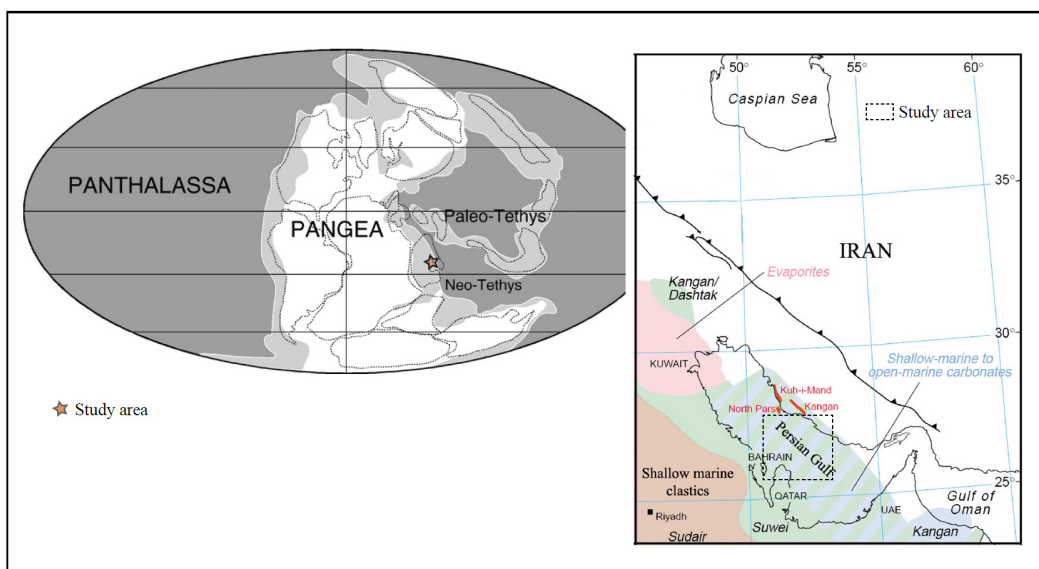 PANTHALASSA
PANGEA
Paleo-Tethys
Neo-Tethys
Study area
50°
55°
60°
Caspian Sea
Study area
35°
IRAN
Evaporites
Kangan/
Dashtak
30°
KUWAIT
Shallow-marine to
open-marine carbonates
Kuh-i-Mand
North Pars
Kangan
Persian Gulf
BAHRAIN
Shallow marine
clastics
QATAR
25°
Gulf of
Oman
Riyadh
Suwei
UAE
Sudair
Kangan